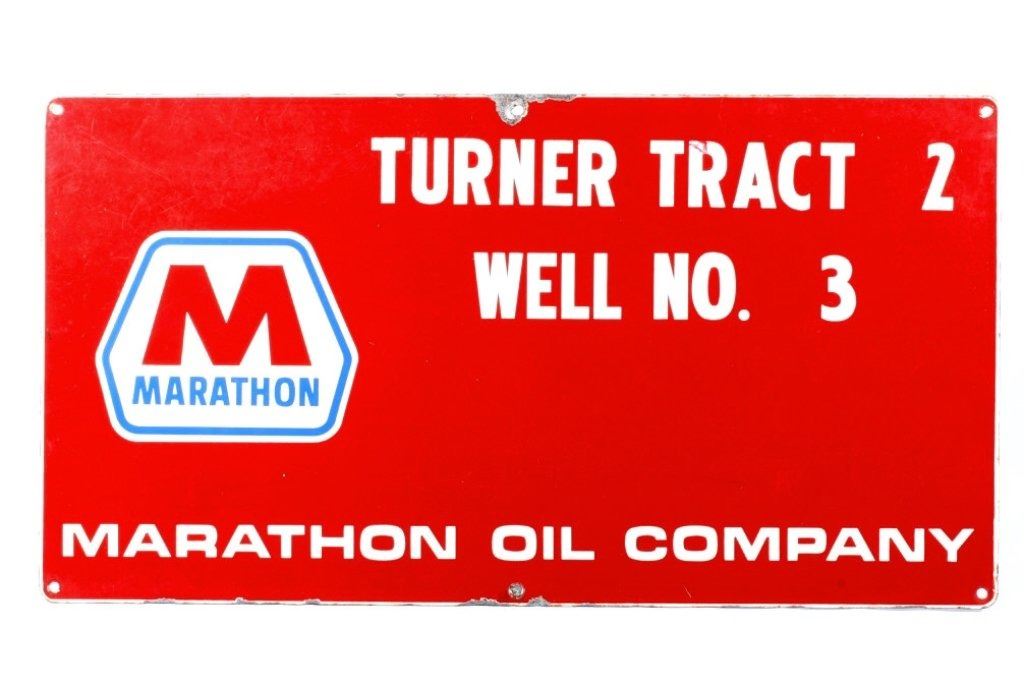 TURNER TRACT 2
WELL NO. 3
M
MARATHON
MARATHON OIL COMPANY